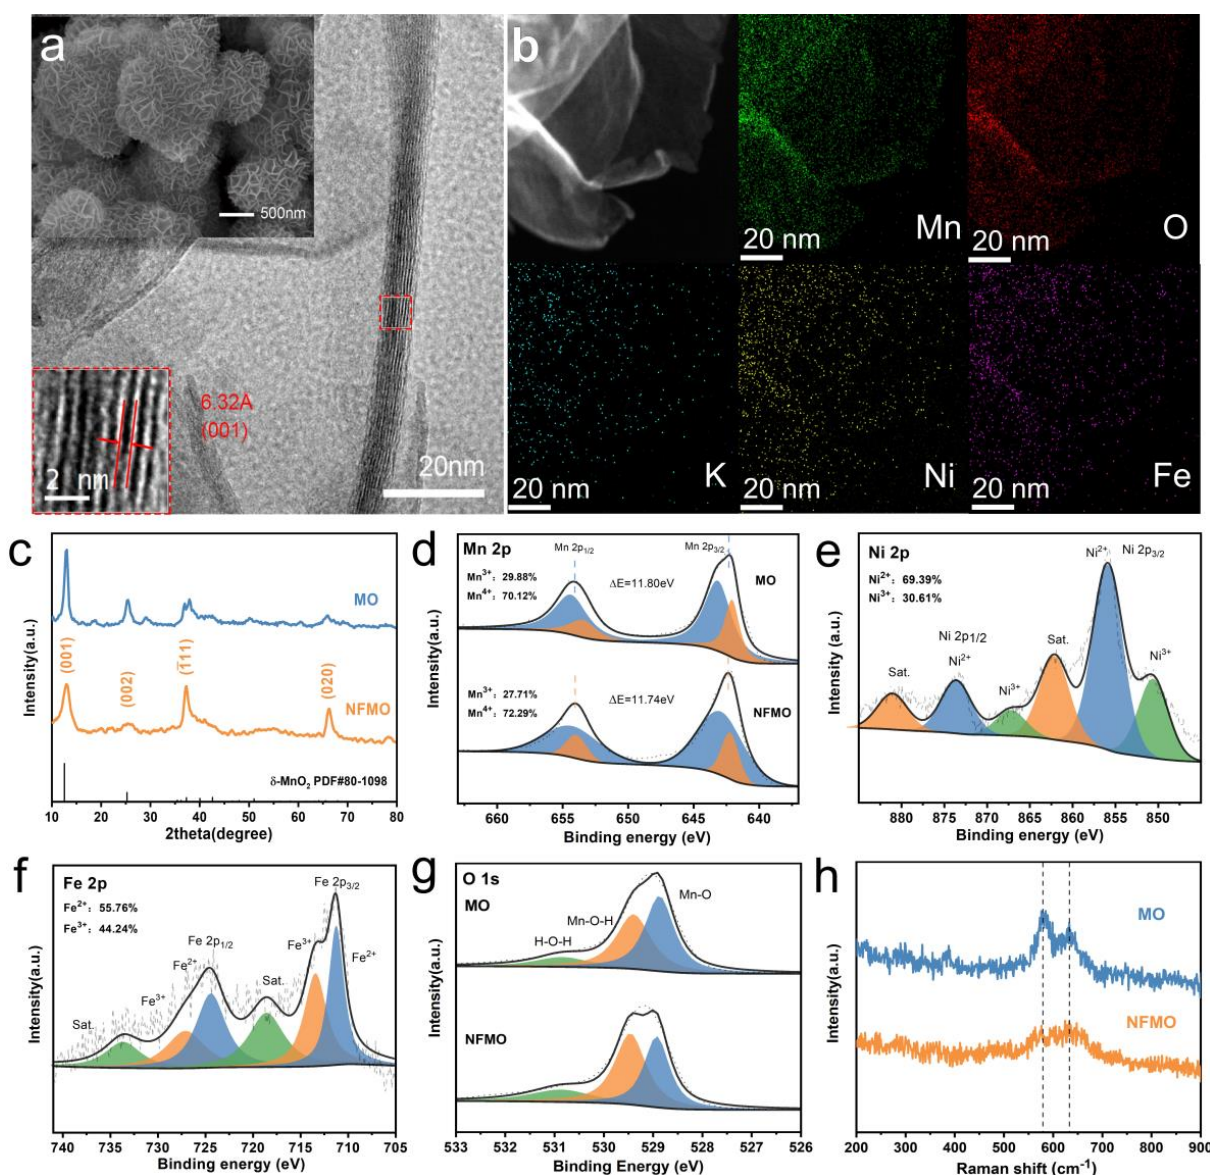 a
500nm
6.32A
(001)
2 nm
20nm
b
20 nm
Mn
20 nm
O
20 nm
K
20 nm
Ni
20 nm
Fe
c
Intensity(a.u.)
MO
(001)
(002)
(1̄11)
(020)
NFMO
δ-MnO₂ PDF#80-1098
10 20 30 40 50 60 70 80
2theta(degree)
d
Intensity(a.u.)
Mn 2p
Mn 2p₁/₂
Mn 2p₃/₂
Mn³⁺: 29.88%
Mn⁴⁺: 70.12%
ΔE=11.80eV
MO
Mn³⁺: 27.71%
Mn⁴⁺: 72.29%
ΔE=11.74eV
NFMO
660 655 650 645 640
Binding energy (eV)
e
Intensity(a.u.)
Ni 2p
Ni²⁺: 69.39%
Ni³⁺: 30.61%
Ni²⁺
Ni 2p₃/₂
Ni 2p1/2
Ni²⁺
Sat.
Sat.
Ni³⁺
Ni³⁺
880 875 870 865 860 855 850
Binding energy (eV)
f
Intensity(a.u.)
Fe 2p
Fe²⁺: 55.76%
Fe³⁺: 44.24%
Fe 2p₃/₂
Fe 2p₁/₂
Fe³⁺
Fe²⁺
Fe²⁺
Fe³⁺
Sat.
Sat.
740 735 730 725 720 715 710 705
Binding energy (eV)
g
Intensity(a.u.)
O 1s
MO
Mn-O
Mn-O-H
H-O-H
NFMO
533 532 531 530 529 528 527 526
Binding Energy (eV)
h
Intensity(a.u.)
MO
NFMO
200 300 400 500 600 700 800 900
Raman shift (cm⁻¹)